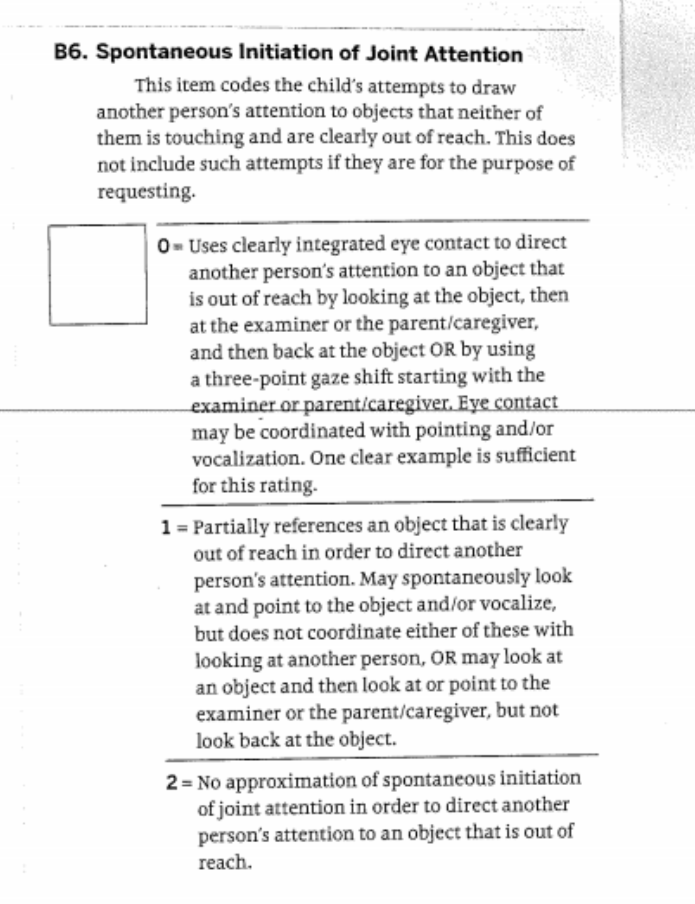 B6. Spontaneous Initiation of Joint Attention
This item codes the child's attempts to draw
another person's attention to objects that neither of
them is touching and are clearly out of reach. This does
not include such attempts if they are for the purpose of
requesting.
0 = Uses clearly integrated eye contact to direct
another person's attention to an object that
is out of reach by looking at the object, then
at the examiner or the parent/caregiver,
and then back at the object OR by using
a three-point gaze shift starting with the
examiner or parent/caregiver. Eye contact
may be coordinated with pointing and/or
vocalization. One clear example is sufficient
for this rating.
1 = Partially references an object that is clearly
out of reach in order to direct another
person's attention. May spontaneously look
at and point to the object and/or vocalize,
but does not coordinate either of these with
looking at another person, OR may look at
an object and then look at or point to the
examiner or the parent/caregiver, but not
look back at the object.
2 = No approximation of spontaneous initiation
of joint attention in order to direct another
person's attention to an object that is out of
reach.